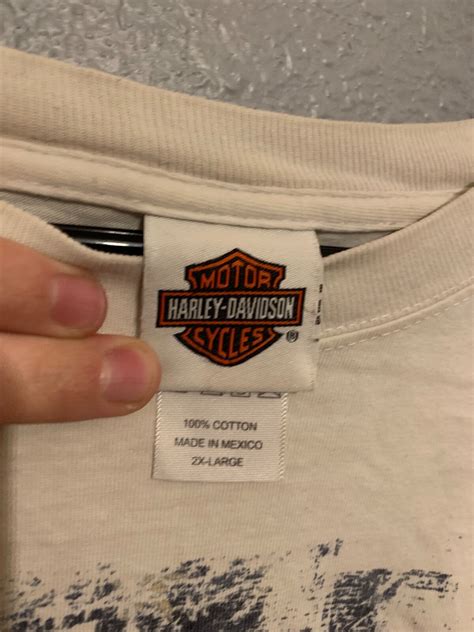 MOTOR
HARLEY-DAVIDSON
CYCLES
®
100% COTTON
MADE IN MEXICO
2X-LARGE